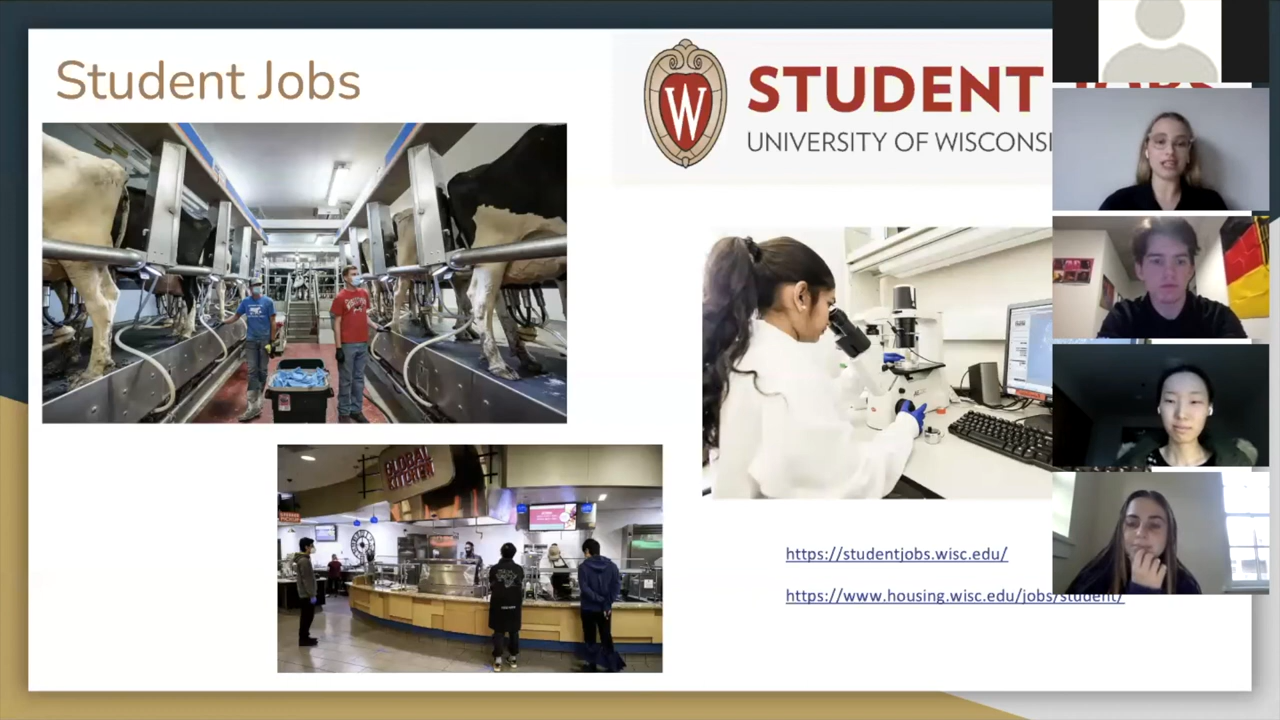 Student Jobs
W
STUDENT
UNIVERSITY OF WISCONSI
GLOBAL
KITCHEN
https://studentjobs.wisc.edu/
https://www.housing.wisc.edu/jobs/student/